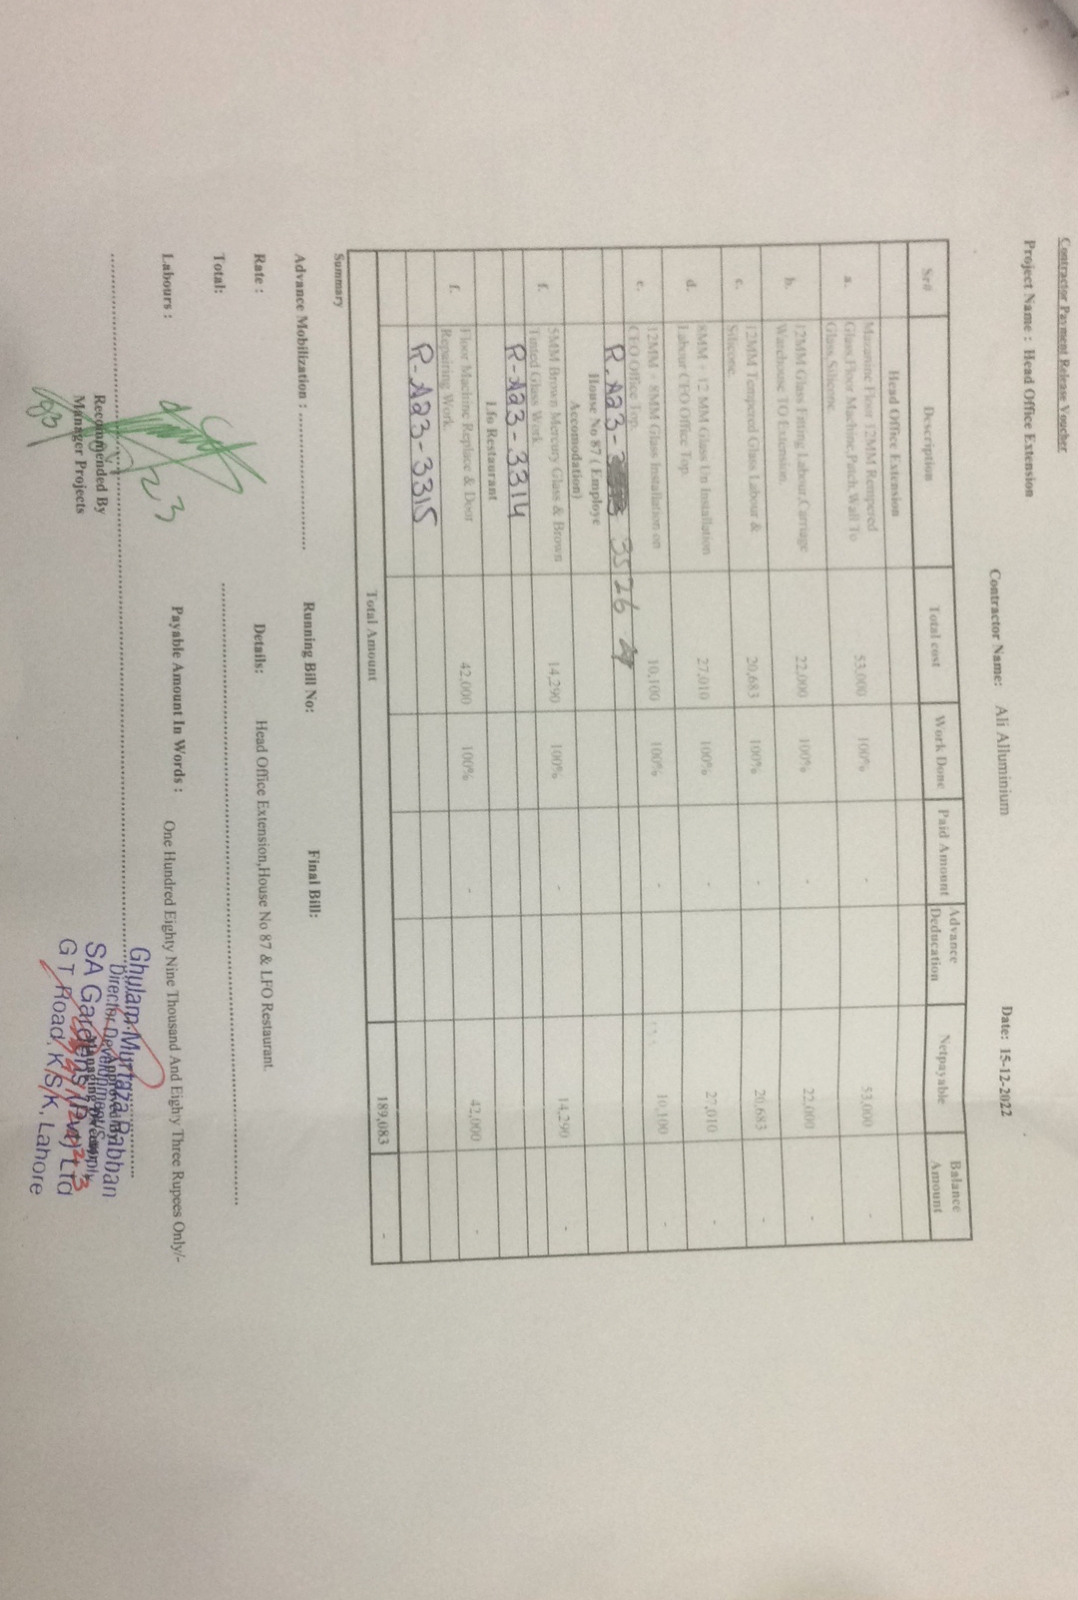 Contractor Payment Release Voucher
Project Name : Head Office Extension
Contractor Name: Ali Alluminium
Date: 15-12-2022
Sr# Description Total cost Work Done Paid Amount Advance Deducation Netpayable Balance Amount
Head Office Extension
a. Mazanine Floor 12MM Rempered Glass,Floor Machine,Patch,Wall To Glass,Silicone. 53,000 100% - 53,000 -
b. 12MM Glass Fitting Labour,Carriage Warehouse TO Extension. 22,000 100% - 22,000 -
c. 12MM Tempered Glass Labour & Silicone. 20,683 100% - 20,683 -
d. 8MM + 12 MM Glass Un Installation Labour CEO Office Top. 27,010 100% - 27,010 -
e. 12MM + 8MM Glass Installation on CEO Office Top. 10,100 100% - 10,100 -
R.A23- 3526
House No 87 ( Employe Accomodation)
f. 5MM Brown Mercury Glass & Brown Tinted Glass Work 14,290 100% - 14,290 -
R-A23-3314
Lfo Restaurant
f. Floor Machine Replace & Door Repairing Work. 42,000 100% - 42,000 -
R-A23-3315
Total Amount 189,083 -
Summary
Advance Mobilization : .................................. Running Bill No: Final Bill:
Rate : Details: Head Office Extension,House No 87 & LFO Restaurant.
Total:
Labours : Payable Amount In Words : One Hundred Eighty Nine Thousand And Eighty Three Rupees Only/-
Recommended By
Manager Projects
Ghulam Murtaza Rabbhan
Director Development/Supply
SA Gardens (Pvt) Ltd
G T Road, K/S/K, Lahore